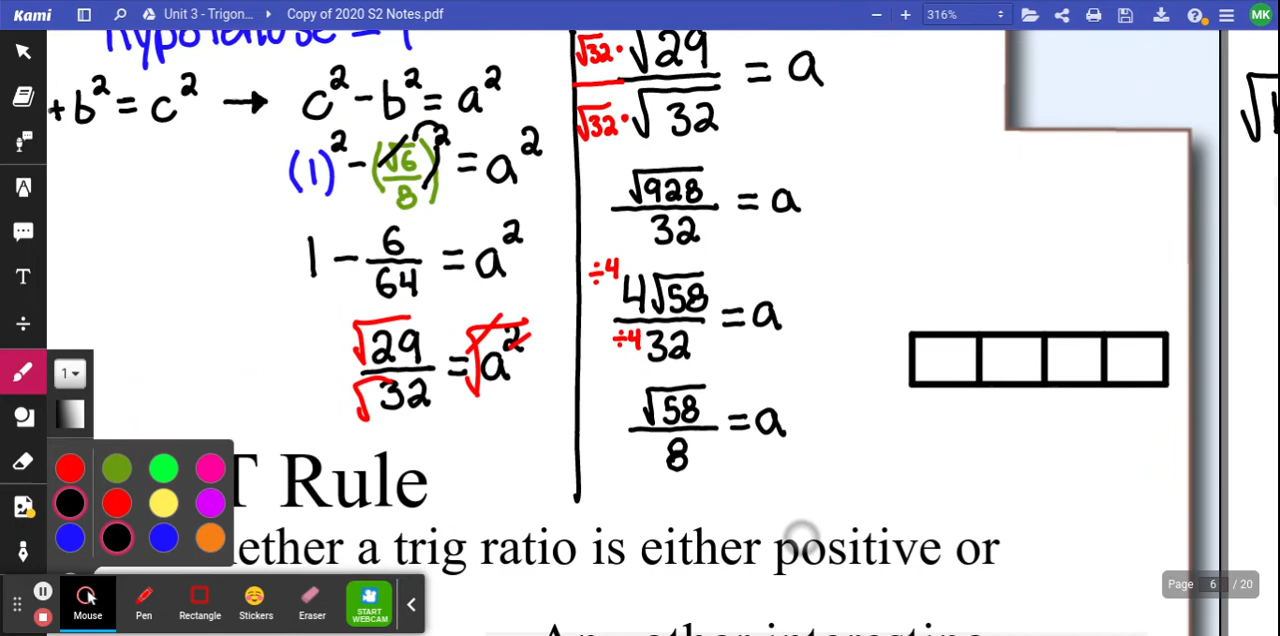 Kami
Unit 3 - Trigon...
Copy of 2020 S2 Notes.pdf
316%
MK
hypotenuse = 1
+b² = c² → c² - b² = a²
(1)² - (√6/8)² = a²
1 - 6/64 = a²
√29/√32 = √a²
√32 · √29 / √32 · √32 = a
√928/32 = a
÷4 4√58 / ÷4 32 = a
√58/8 = a
1
T Rule
ether a trig ratio is either positive or
Page 6 / 20
Mouse
Pen
Rectangle
Stickers
Eraser
START WEBCAM
other interesting